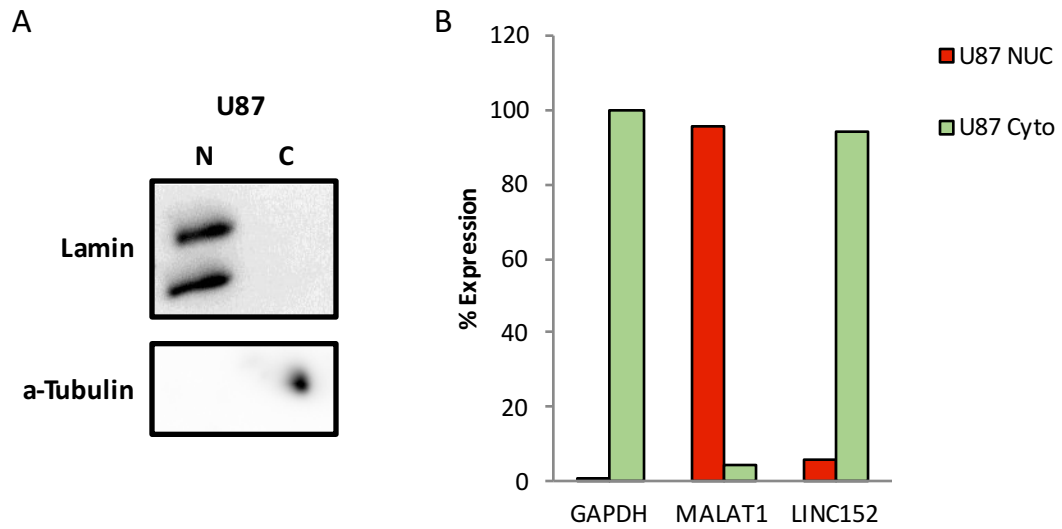 A
U87
N C
Lamin
a-Tubulin
B
% Expression
120
100
80
60
40
20
0
GAPDH MALAT1 LINC152
U87 NUC
U87 Cyto